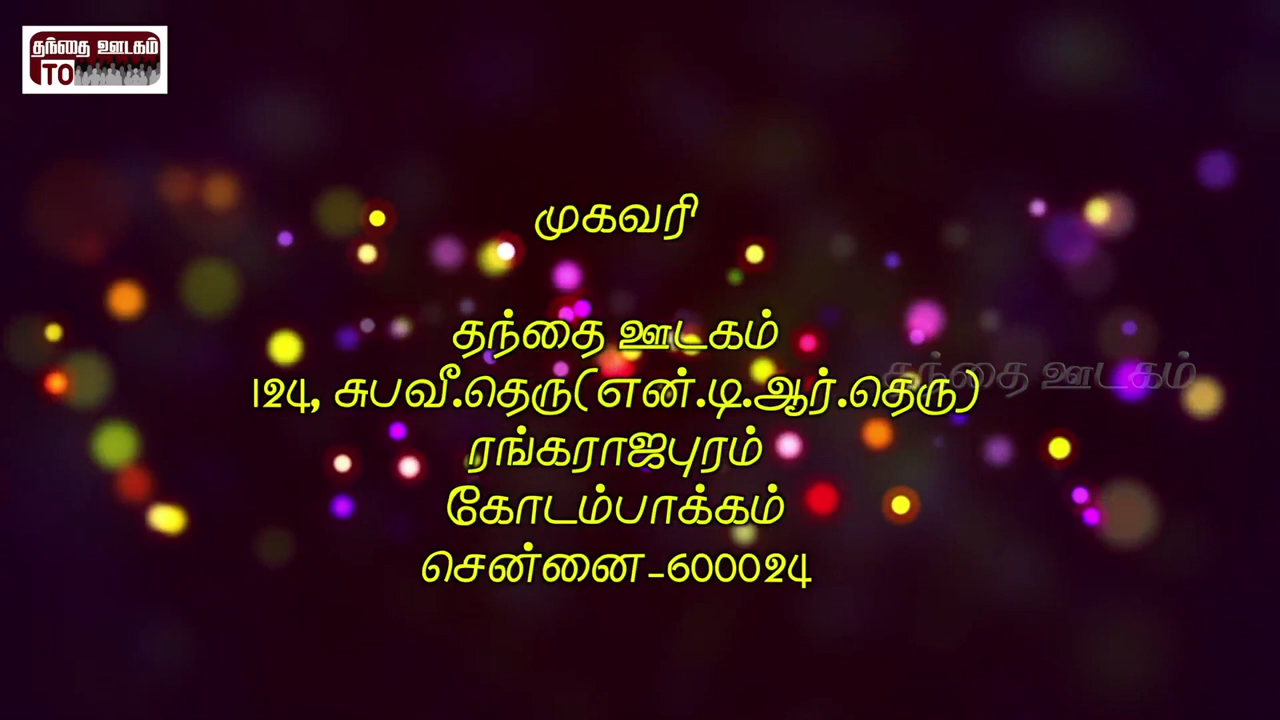 தந்தை ஊடகம்
TO
முகவரி
தந்தை ஊடகம்
124, சுபவீ.தெரு(என்.டி.ஆர்.தெரு)
தந்தை ஊடகம்
ரங்கராஜபுரம்
கோடம்பாக்கம்
சென்னை-600024